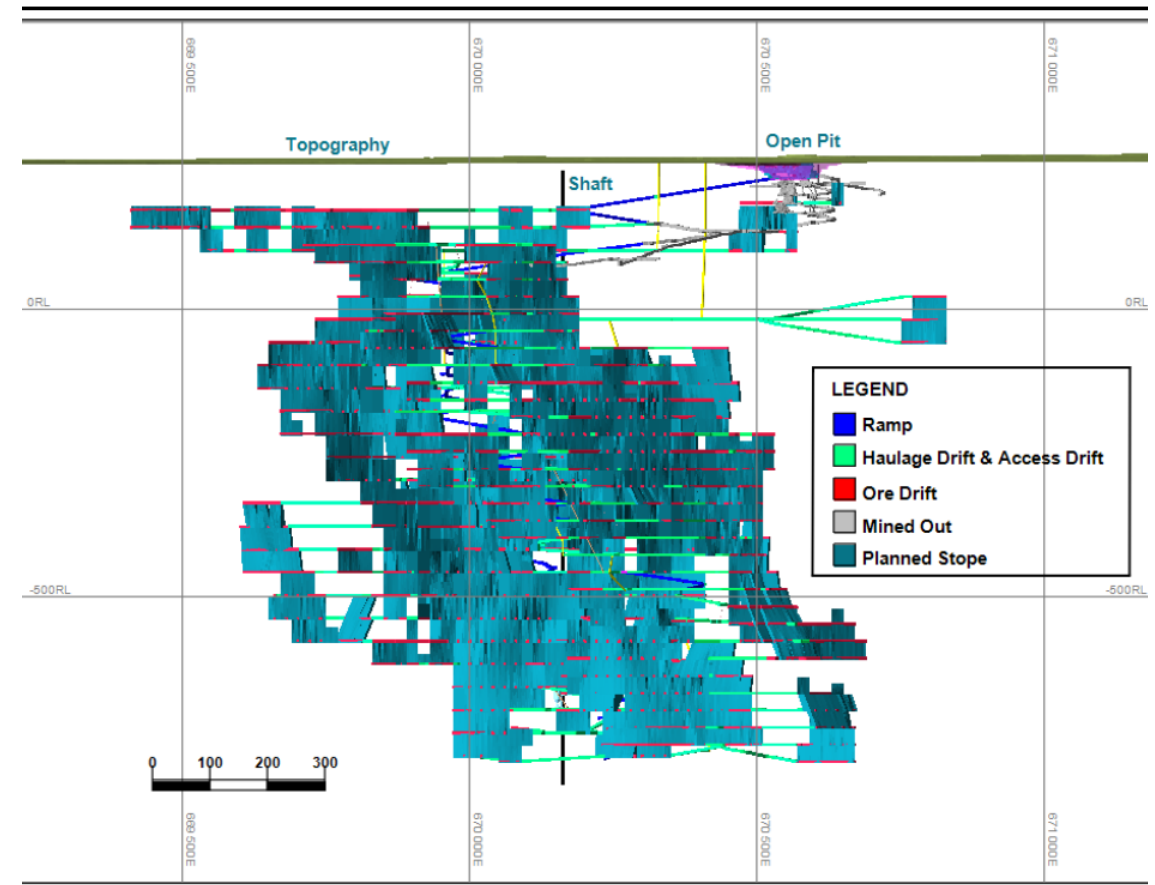 669 500E
670 000E
670 500E
671 000E
Topography
Open Pit
Shaft
0RL
0RL
LEGEND
Ramp
Haulage Drift & Access Drift
Ore Drift
Mined Out
Planned Stope
-500RL
-500RL
0 100 200 300
669 500E
670 000E
670 500E
671 000E